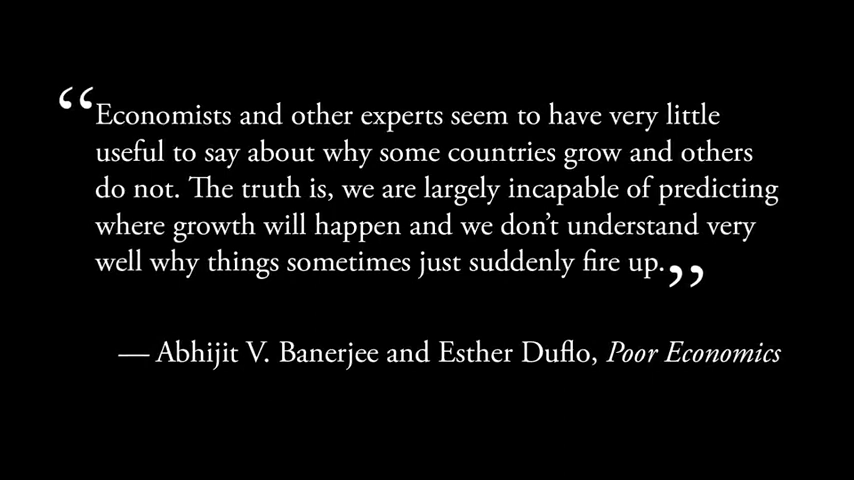 “Economists and other experts seem to have very little
useful to say about why some countries grow and others
do not. The truth is, we are largely incapable of predicting
where growth will happen and we don’t understand very
well why things sometimes just suddenly fire up.”
— Abhijit V. Banerjee and Esther Duflo, Poor Economics